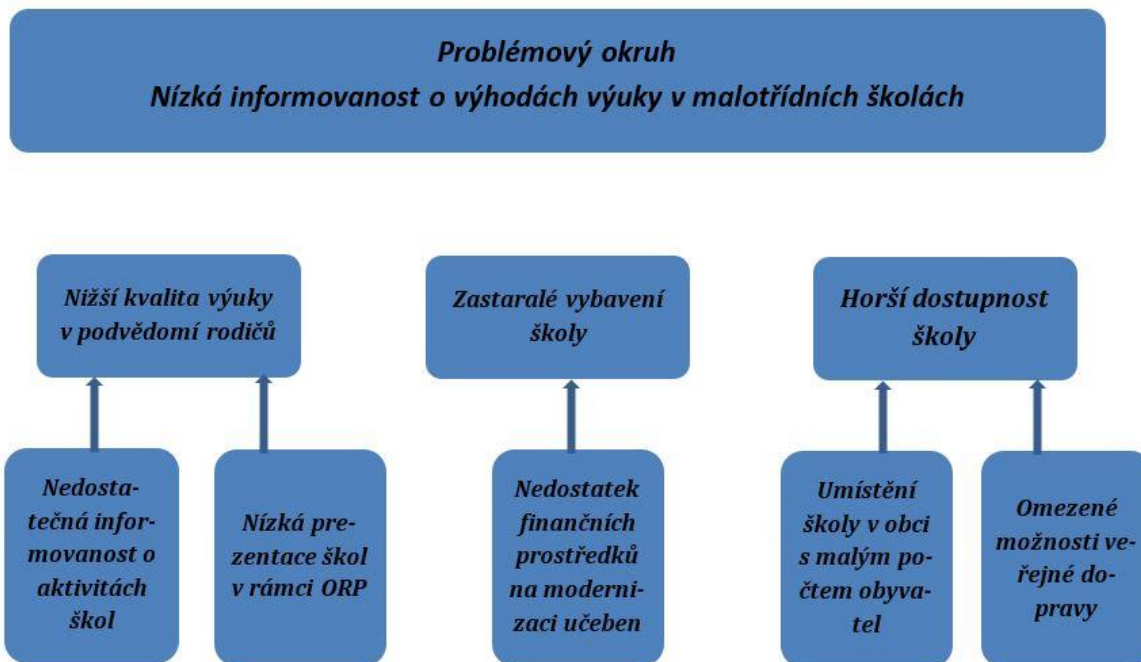 Problémový okruh
Nízká informovanost o výhodách výuky v malotřídních školách
Nižší kvalita výuky
v podvědomí rodičů
Zastaralé vybavení
školy
Horší dostupnost
školy
Nedosta-
tečná infor-
movanost o
aktivitách
škol
Nízká pre-
zentace škol
v rámci ORP
Nedostatek
finančních
prostředků
na moderni-
zaci učeben
Umístění
školy v obci
s malým po-
čtem obyva-
tel
Omezené
možnosti ve-
řejné do-
pravy